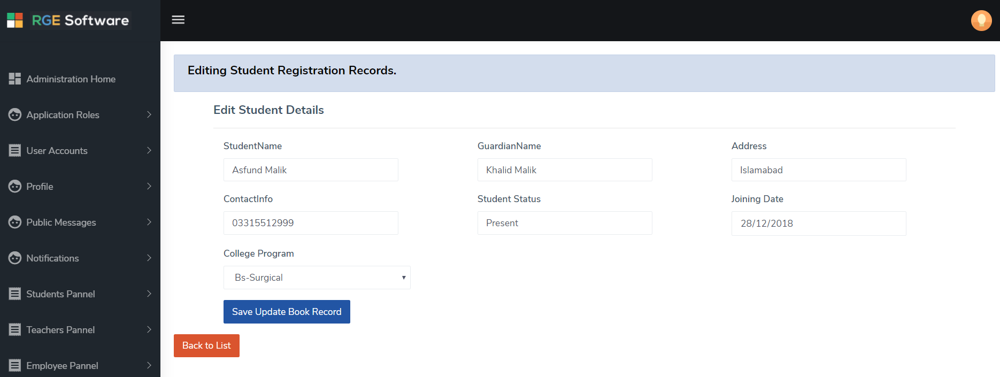 RGE Software
Administration Home
Application Roles
User Accounts
Profile
Public Messages
Notifications
Students Pannel
Teachers Pannel
Employee Pannel
Editing Student Registration Records.
Edit Student Details
StudentName
Asfund Malik
GuardianName
Khalid Malik
Address
Islamabad
ContactInfo
03315512999
Student Status
Present
Joining Date
28/12/2018
College Program
Bs-Surgical
Save Update Book Record
Back to List